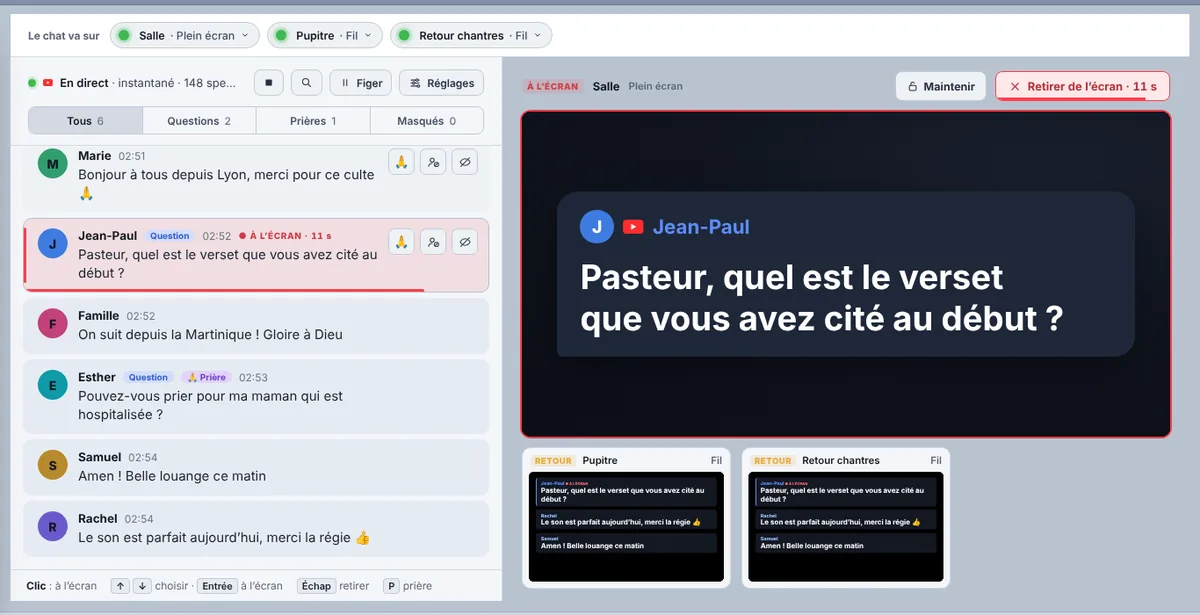 Le chat va sur Salle · Plein écran Pupitre · Fil Retour chantres · Fil
En direct · instantané · 148 spe... Figer Réglages
Tous 6 Questions 2 Prières 1 Masqués 0
M Marie 02:51
Bonjour à tous depuis Lyon, merci pour ce culte
🙏
J Jean-Paul Question 02:52 À L'ÉCRAN · 11 s
Pasteur, quel est le verset que vous avez cité au
début ?
F Famille 02:52
On suit depuis la Martinique ! Gloire à Dieu
E Esther Question 🙏 Prière 02:53
Pouvez-vous prier pour ma maman qui est
hospitalisée ?
S Samuel 02:54
Amen ! Belle louange ce matin
R Rachel 02:54
Le son est parfait aujourd'hui, merci la régie 👍
Clic : à l'écran ↑ ↓ choisir · Entrée à l'écran Échap retirer P prière
À L'ÉCRAN Salle Plein écran Maintenir Retirer de l'écran · 11 s
J Jean-Paul
Pasteur, quel est le verset
que vous avez cité au début ?
RETOUR Pupitre Fil
Jean-Paul À L'ÉCRAN
Pasteur, quel est le verset que vous avez cité au
début ?
Rachel
Le son est parfait aujourd'hui, merci la régie 👍
Samuel
Amen ! Belle louange ce matin
RETOUR Retour chantres Fil
Jean-Paul À L'ÉCRAN
Pasteur, quel est le verset que vous avez cité au
début ?
Rachel
Le son est parfait aujourd'hui, merci la régie 👍
Samuel
Amen ! Belle louange ce matin